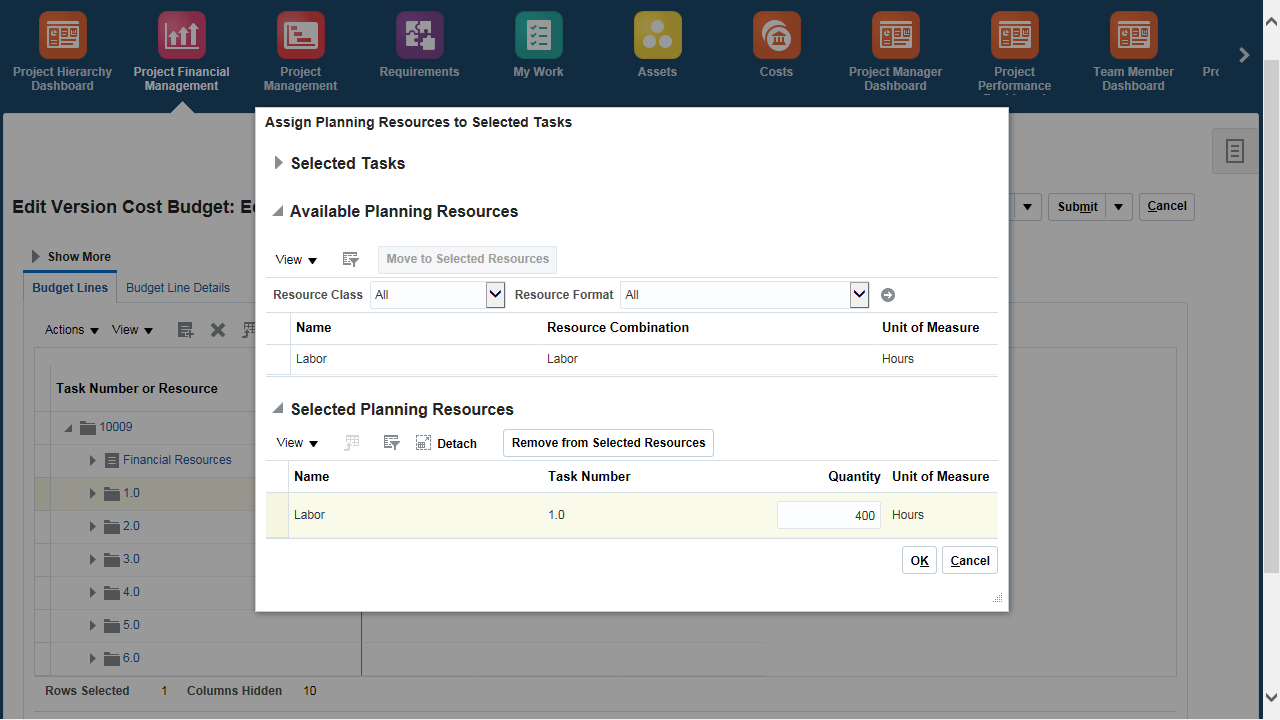 Project Hierarchy
Dashboard
Project Financial
Management
Project
Management
Requirements
My Work
Assets
Costs
Project Manager
Dashboard
Project
Performance
Team Member
Dashboard
Assign Planning Resources to Selected Tasks
Selected Tasks
Edit Version Cost Budget:
Submit
Cancel
Available Planning Resources
Show More
View
Move to Selected Resources
Budget Lines
Budget Line Details
Resource Class
All
Resource Format
All
Name
Resource Combination
Unit of Measure
Actions
View
Labor
Labor
Hours
Task Number or Resource
Selected Planning Resources
10009
View
Detach
Remove from Selected Resources
Financial Resources
Name
Task Number
Quantity
Unit of Measure
1.0
Labor
1.0
400
Hours
2.0
3.0
OK
Cancel
4.0
5.0
6.0
Rows Selected 1
Columns Hidden 10